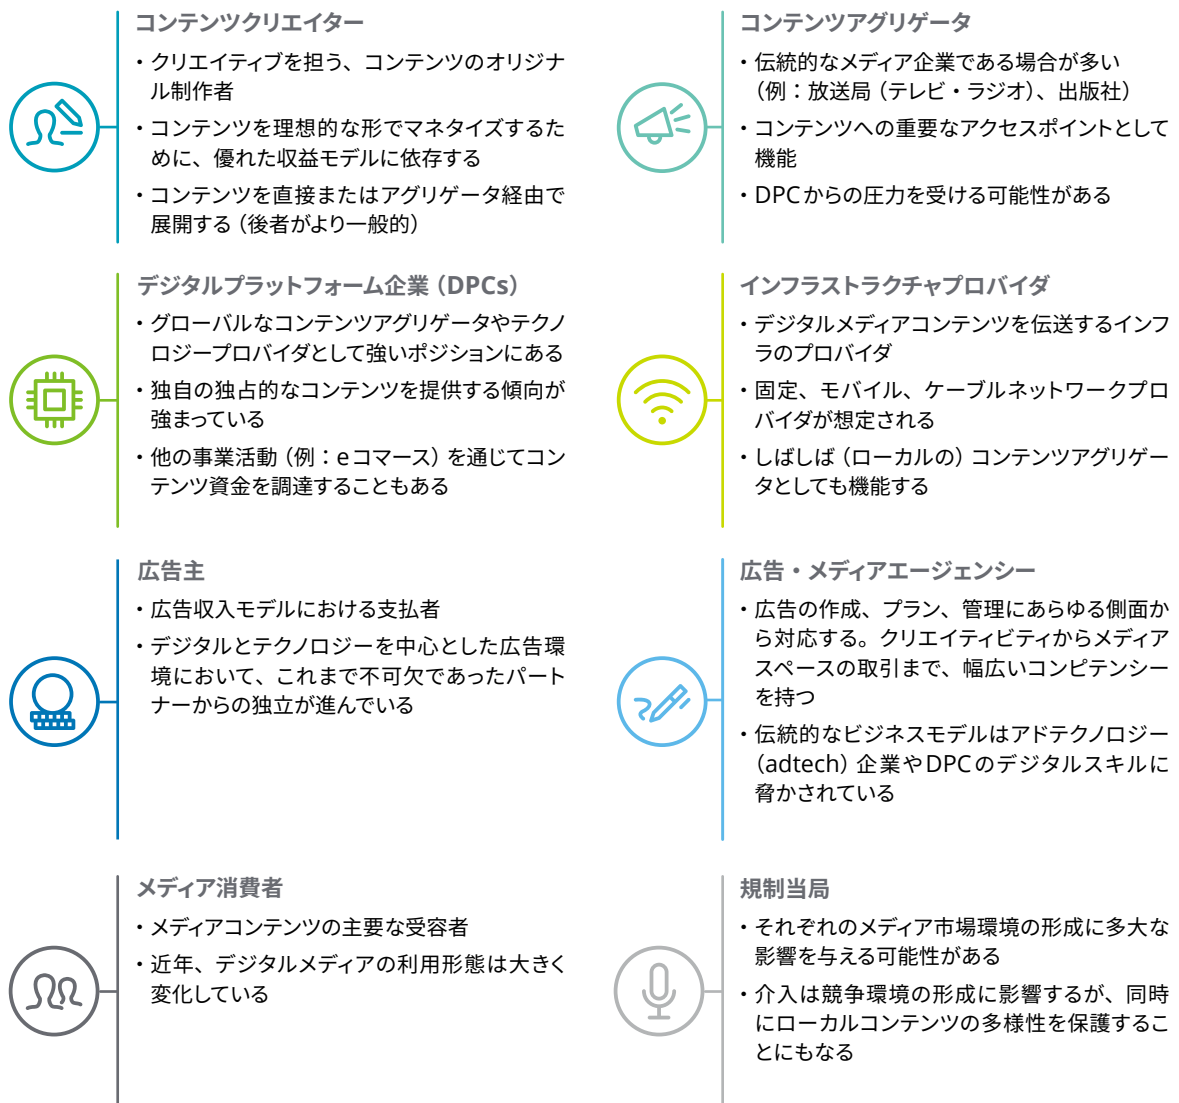 コンテンツクリエイター
・クリエイティブを担う、コンテンツのオリジナ
ル制作者
・コンテンツを理想的な形でマネタイズするた
めに、優れた収益モデルに依存する
・コンテンツを直接またはアグリゲータ経由で
展開する（後者がより一般的）
コンテンツアグリゲータ
・伝統的なメディア企業である場合が多い
（例：放送局（テレビ・ラジオ）、出版社）
・コンテンツへの重要なアクセスポイントとして
機能
・DPCからの圧力を受ける可能性がある
デジタルプラットフォーム企業（DPCs）
・グローバルなコンテンツアグリゲータやテクノ
ロジープロバイダとして強いポジションにある
・独自の独占的なコンテンツを提供する傾向が
強まっている
・他の事業活動（例：eコマース）を通じてコン
テンツ資金を調達することもある
インフラストラクチャプロバイダ
・デジタルメディアコンテンツを伝送するインフ
ラのプロバイダ
・固定、モバイル、ケーブルネットワークプロ
バイダが想定される
・しばしば（ローカルの）コンテンツアグリゲー
タとしても機能する
広告主
・広告収入モデルにおける支払者
・デジタルとテクノロジーを中心とした広告環
境において、これまで不可欠であったパート
ナーからの独立が進んでいる
広告・メディアエージェンシー
・広告の作成、プラン、管理にあらゆる側面か
ら対応する。クリエイティビティからメディア
スペースの取引まで、幅広いコンピテンシー
を持つ
・伝統的なビジネスモデルはアドテクノロジー
（adtech）企業やDPCのデジタルスキルに
脅かされている
メディア消費者
・メディアコンテンツの主要な受容者
・近年、デジタルメディアの利用形態は大きく
変化している
規制当局
・それぞれのメディア市場環境の形成に多大な
影響を与える可能性がある
・介入は競争環境の形成に影響するが、同時
にローカルコンテンツの多様性を保護するこ
とにもなる